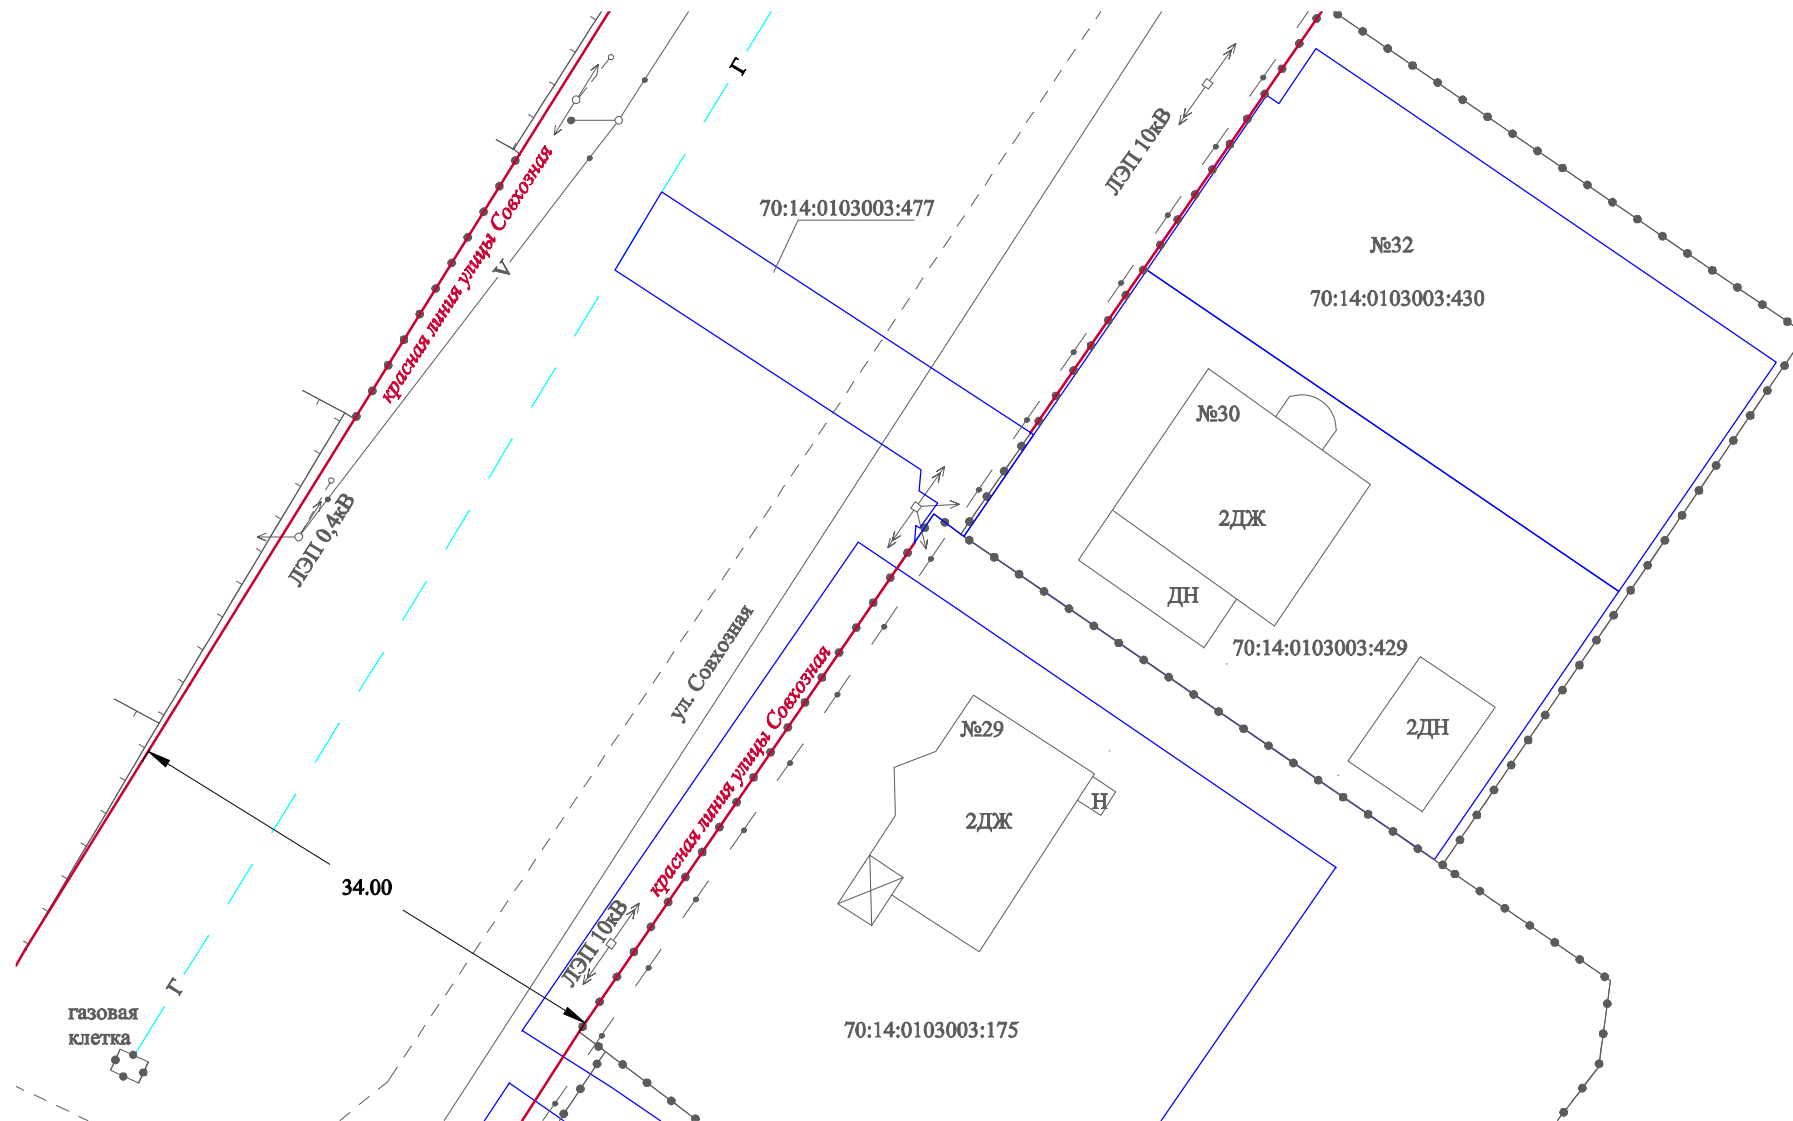 Г
красная линия улицы Совхозная
V
ЛЭП 10кВ
70:14:0103003:477
№32
70:14:0103003:430
№30
2ДЖ
ДН
70:14:0103003:429
2ДН
ЛЭП 0,4кВ
ул. Совхозная
красная линия улицы Совхозная
№29
2ДЖ
Н
34.00
ЛЭП 10кВ
Г
газовая
клетка
70:14:0103003:175